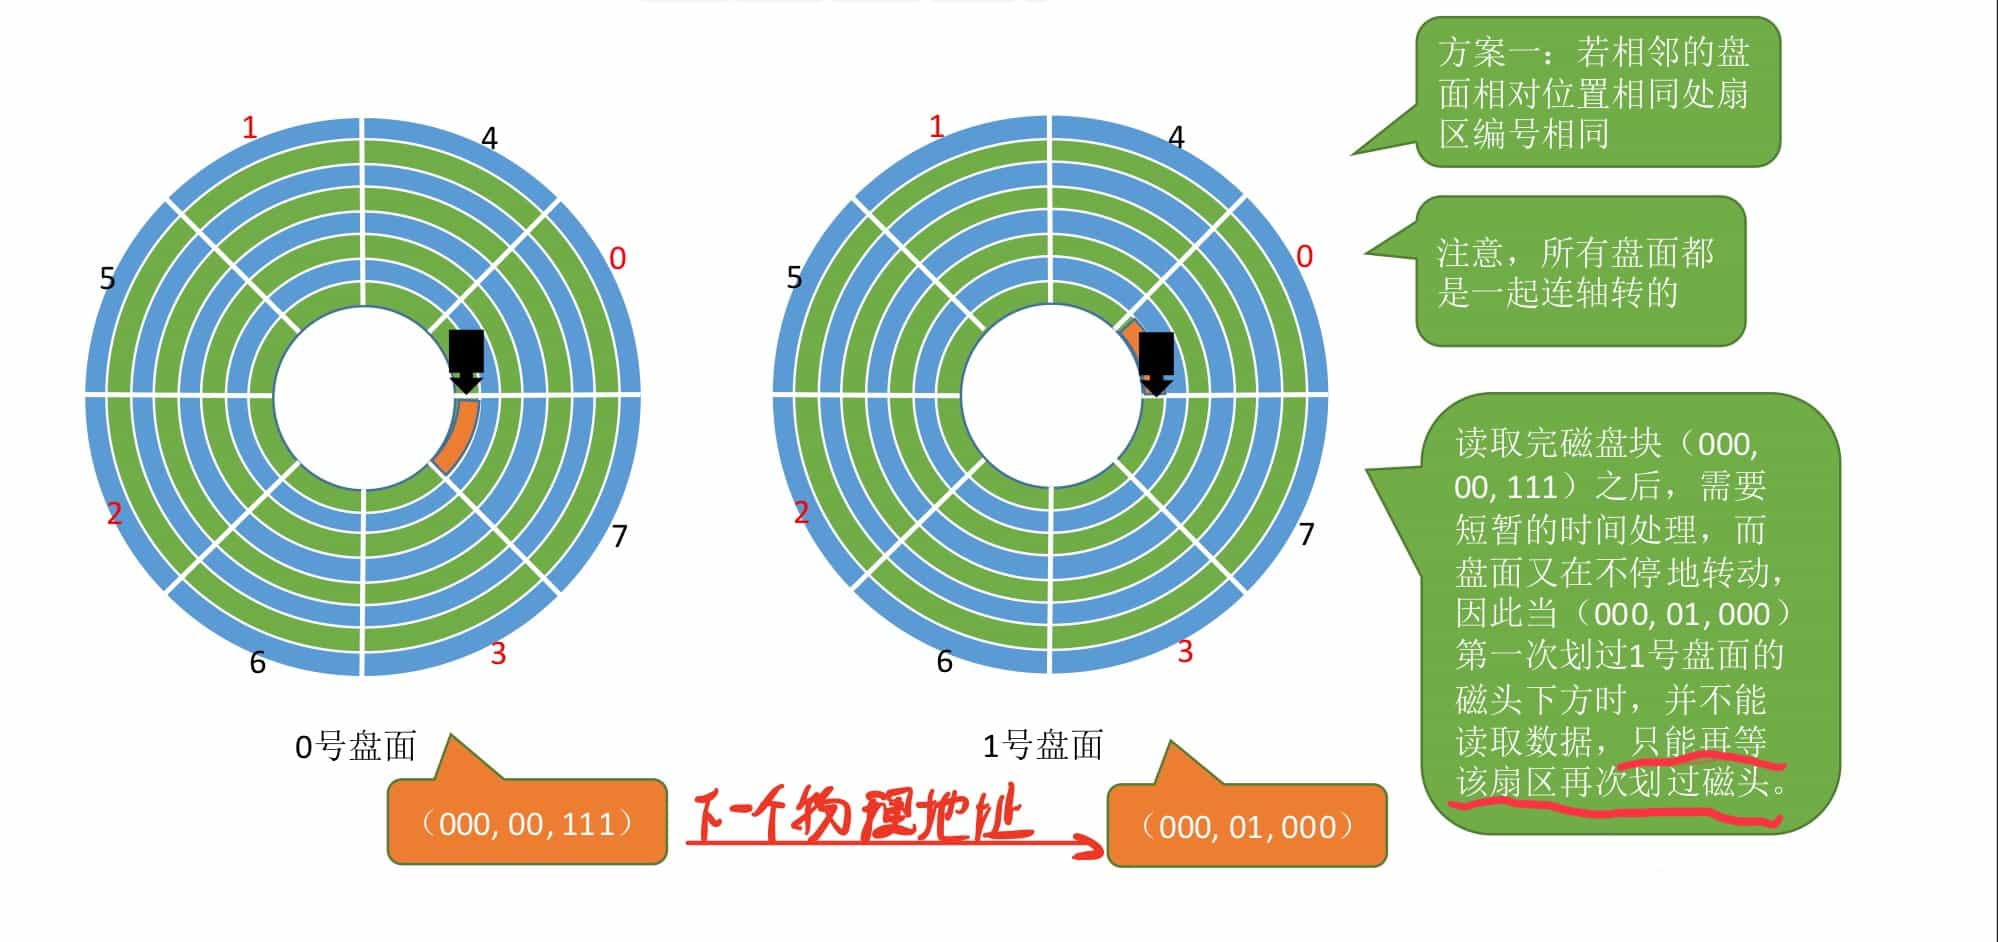 1
4
0
5
2
7
6
3
0号盘面
(000, 00, 111)
下一个物理地址
1
4
0
5
2
7
6
3
1号盘面
(000, 01, 000)
方案一：若相邻的盘
面相对位置相同处扇
区编号相同
注意，所有盘面都
是一起连轴转的
读取完磁盘块（000,
00, 111）之后，需要
短暂的时间处理，而
盘面又在不停地转动，
因此当（000, 01, 000）
第一次划过1号盘面的
磁头下方时，并不能
读取数据，只能再等
该扇区再次划过磁头。